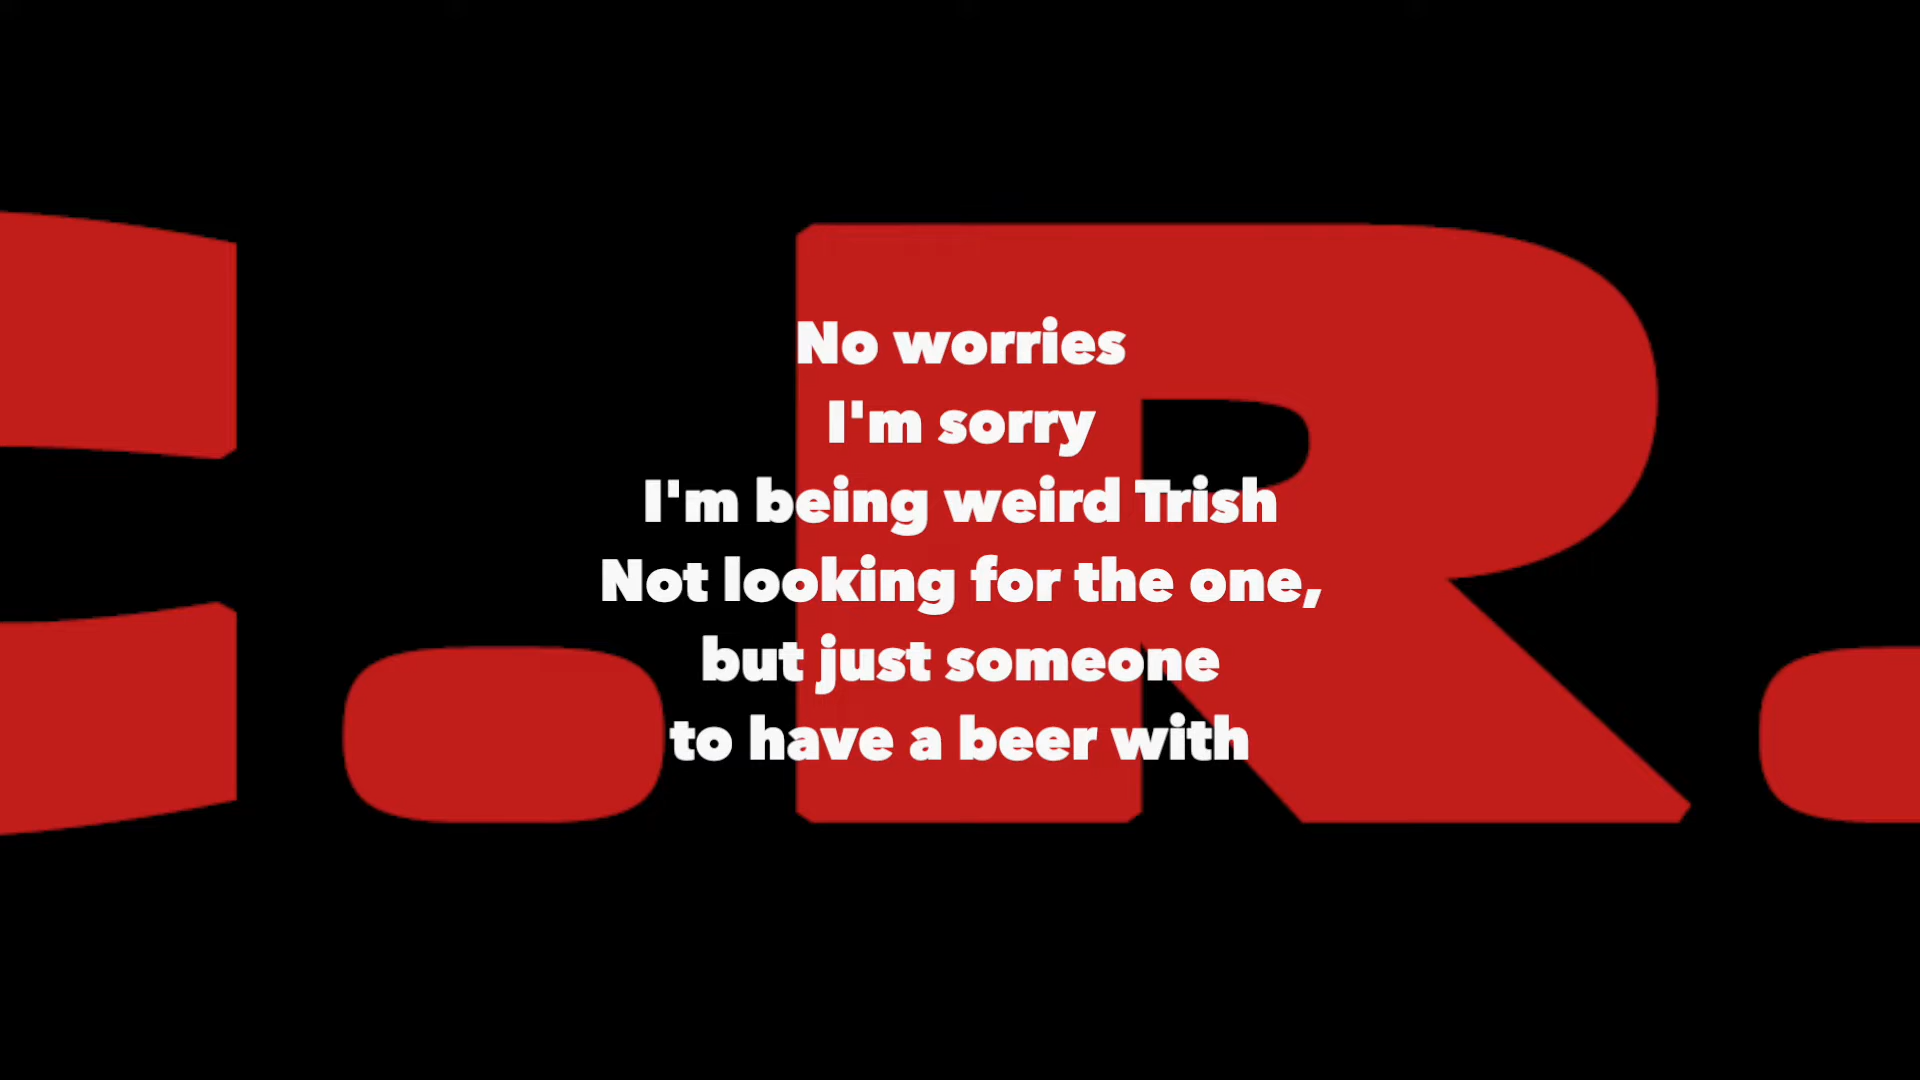 C.R.
No worries
I'm sorry
I'm being weird Trish
Not looking for the one,
but just someone
to have a beer with